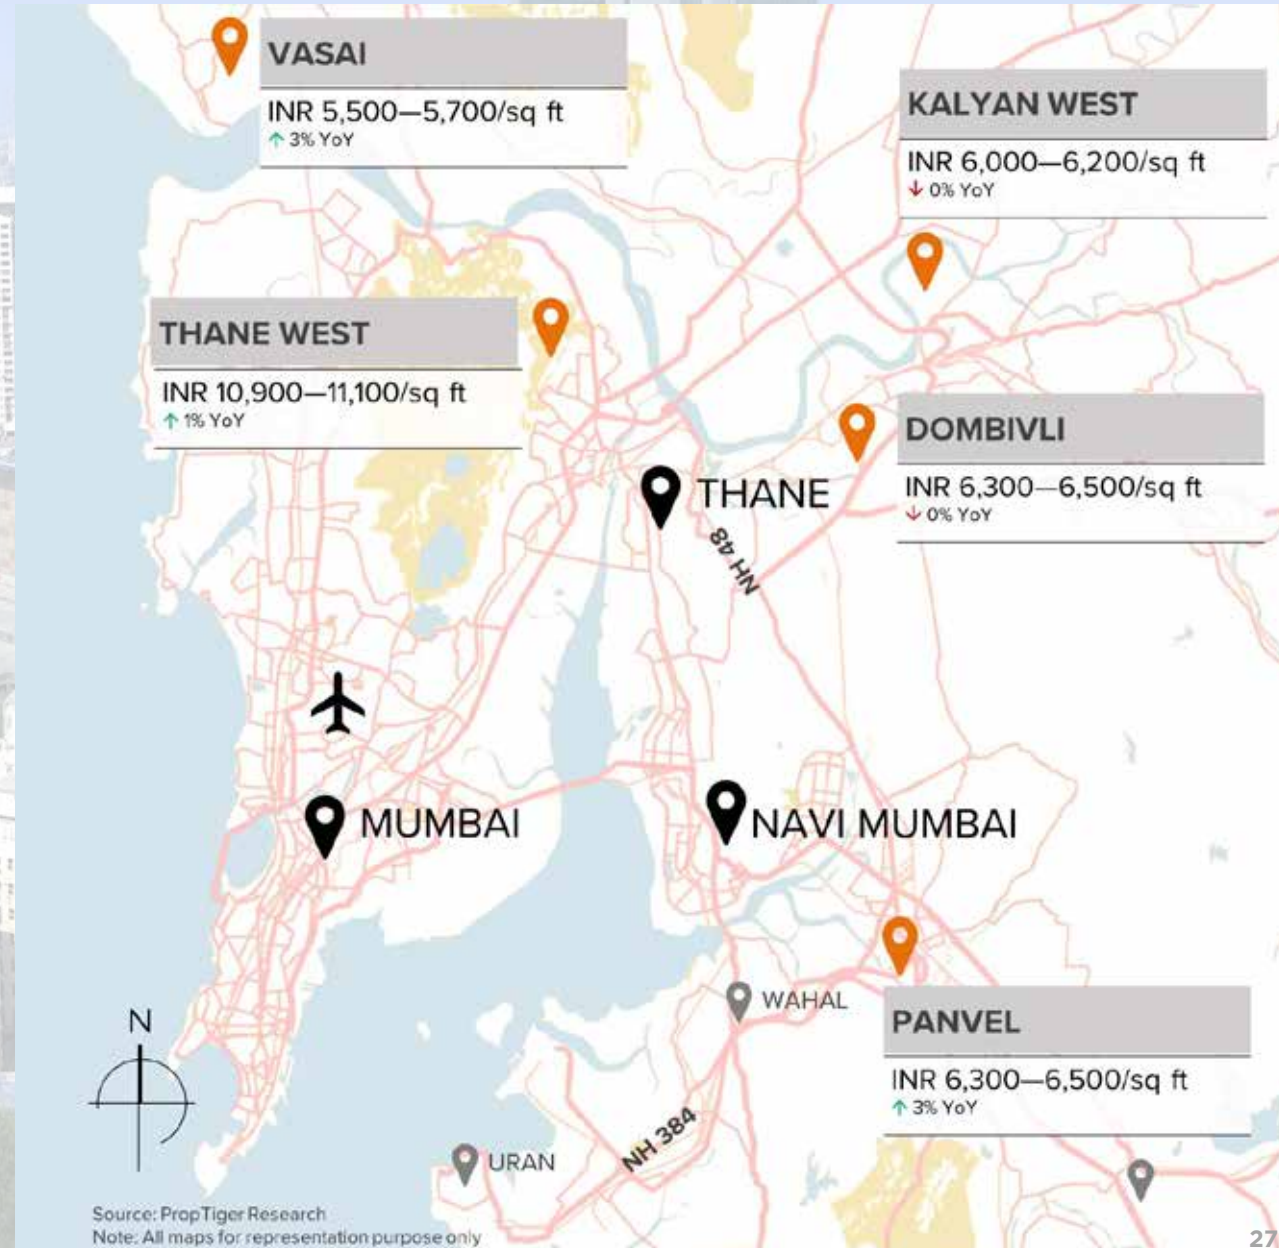 VASAI
INR 5,500—5,700/sq ft
↑ 3% YoY
KALYAN WEST
INR 6,000—6,200/sq ft
↓ 0% YoY
THANE WEST
INR 10,900—11,100/sq ft
↑ 1% YoY
DOMBIVLI
INR 6,300—6,500/sq ft
↓ 0% YoY
THANE
NH 48
MUMBAI
NAVI MUMBAI
WAHAL
PANVEL
INR 6,300—6,500/sq ft
↑ 3% YoY
N
NH 384
URAN
Source: PropTiger Research
Note: All maps for representation purpose only
27